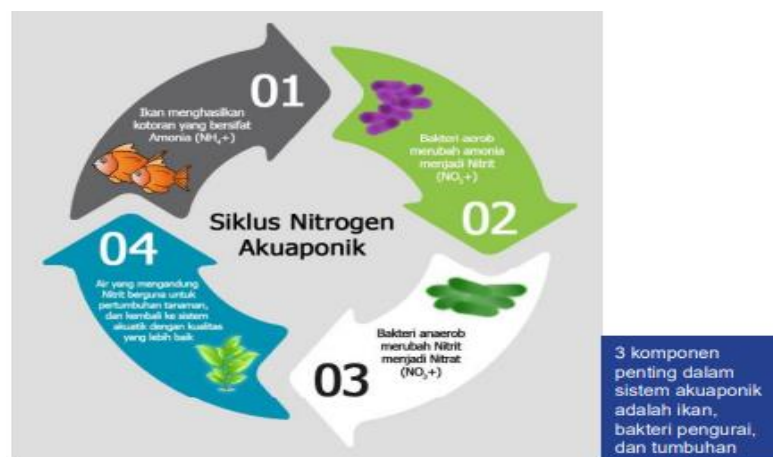 01
Ikan menghasilkan
kotoran yang bersifat
Amonia (NH₄+)
Bakteri aerob
merubah amonia
menjadi Nitrit
(NO₂+)
02
Siklus Nitrogen
Akuaponik
04
Air yang mengandung
Nitrit berguna untuk
pertumbuhan tanaman,
dan kembali ke sistem
akuatik dengan kualitas
yang lebih baik
Bakteri anaerob
merubah Nitrit
menjadi Nitrat
(NO₃+)
03
3 komponen
penting dalam
sistem akuaponik
adalah ikan,
bakteri pengurai,
dan tumbuhan